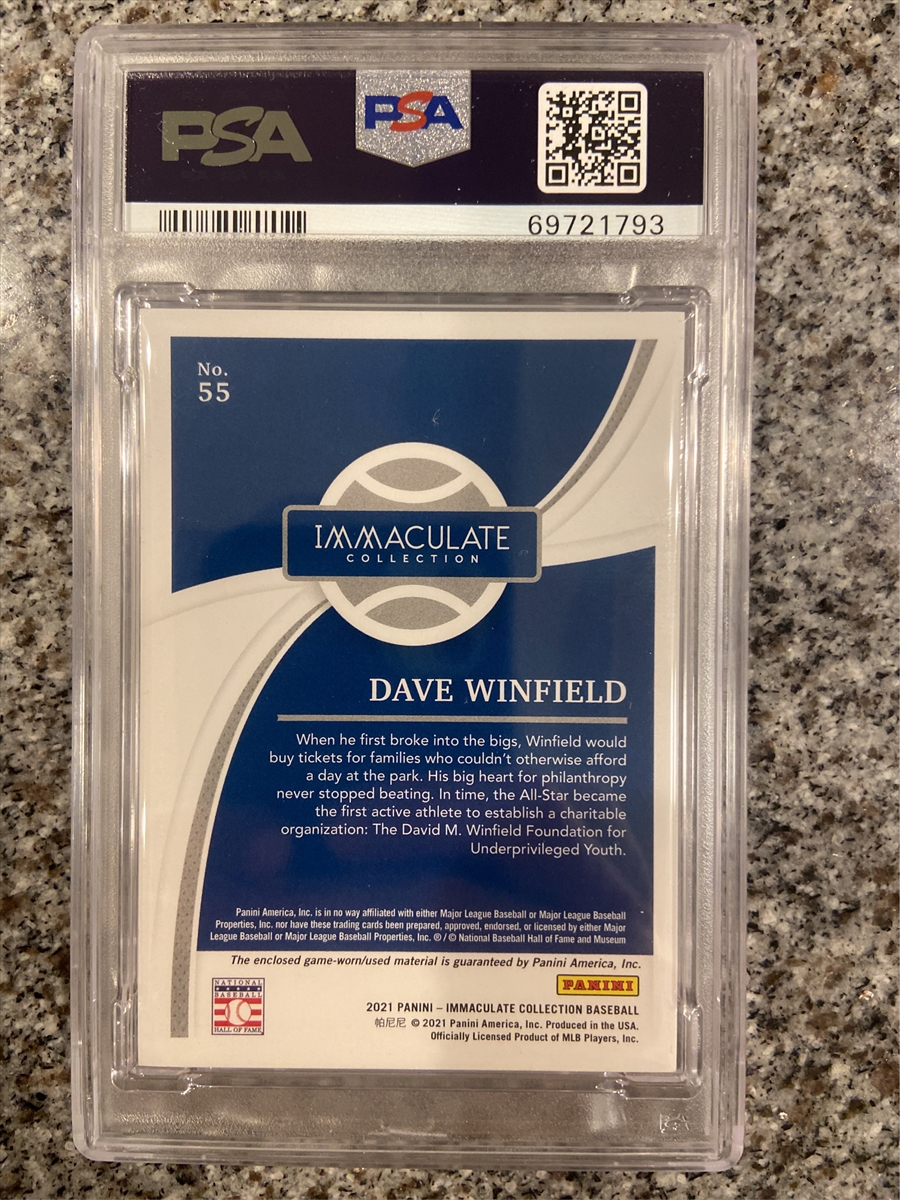 PSA
PSA
69721793
No.
55
IMMACULATE
COLLECTION
DAVE WINFIELD
When he first broke into the bigs, Winfield would
buy tickets for families who couldn't otherwise afford
a day at the park. His big heart for philanthropy
never stopped beating. In time, the All-Star became
the first active athlete to establish a charitable
organization: The David M. Winfield Foundation for
Underprivileged Youth.
Panini America, Inc. is in no way affiliated with either Major League Baseball or Major League Baseball
Properties, Inc. nor have these trading cards been prepared, approved, endorsed, or licensed by either Major
League Baseball or Major League Baseball Properties, Inc. ® / © National Baseball Hall of Fame and Museum
The enclosed game-worn/used material is guaranteed by Panini America, Inc.
PANINI
NATIONAL
BASEBALL
HALL OF FAME
2021 PANINI – IMMACULATE COLLECTION BASEBALL
帕尼尼 © 2021 Panini America, Inc. Produced in the USA.
Officially Licensed Product of MLB Players, Inc.
PSA